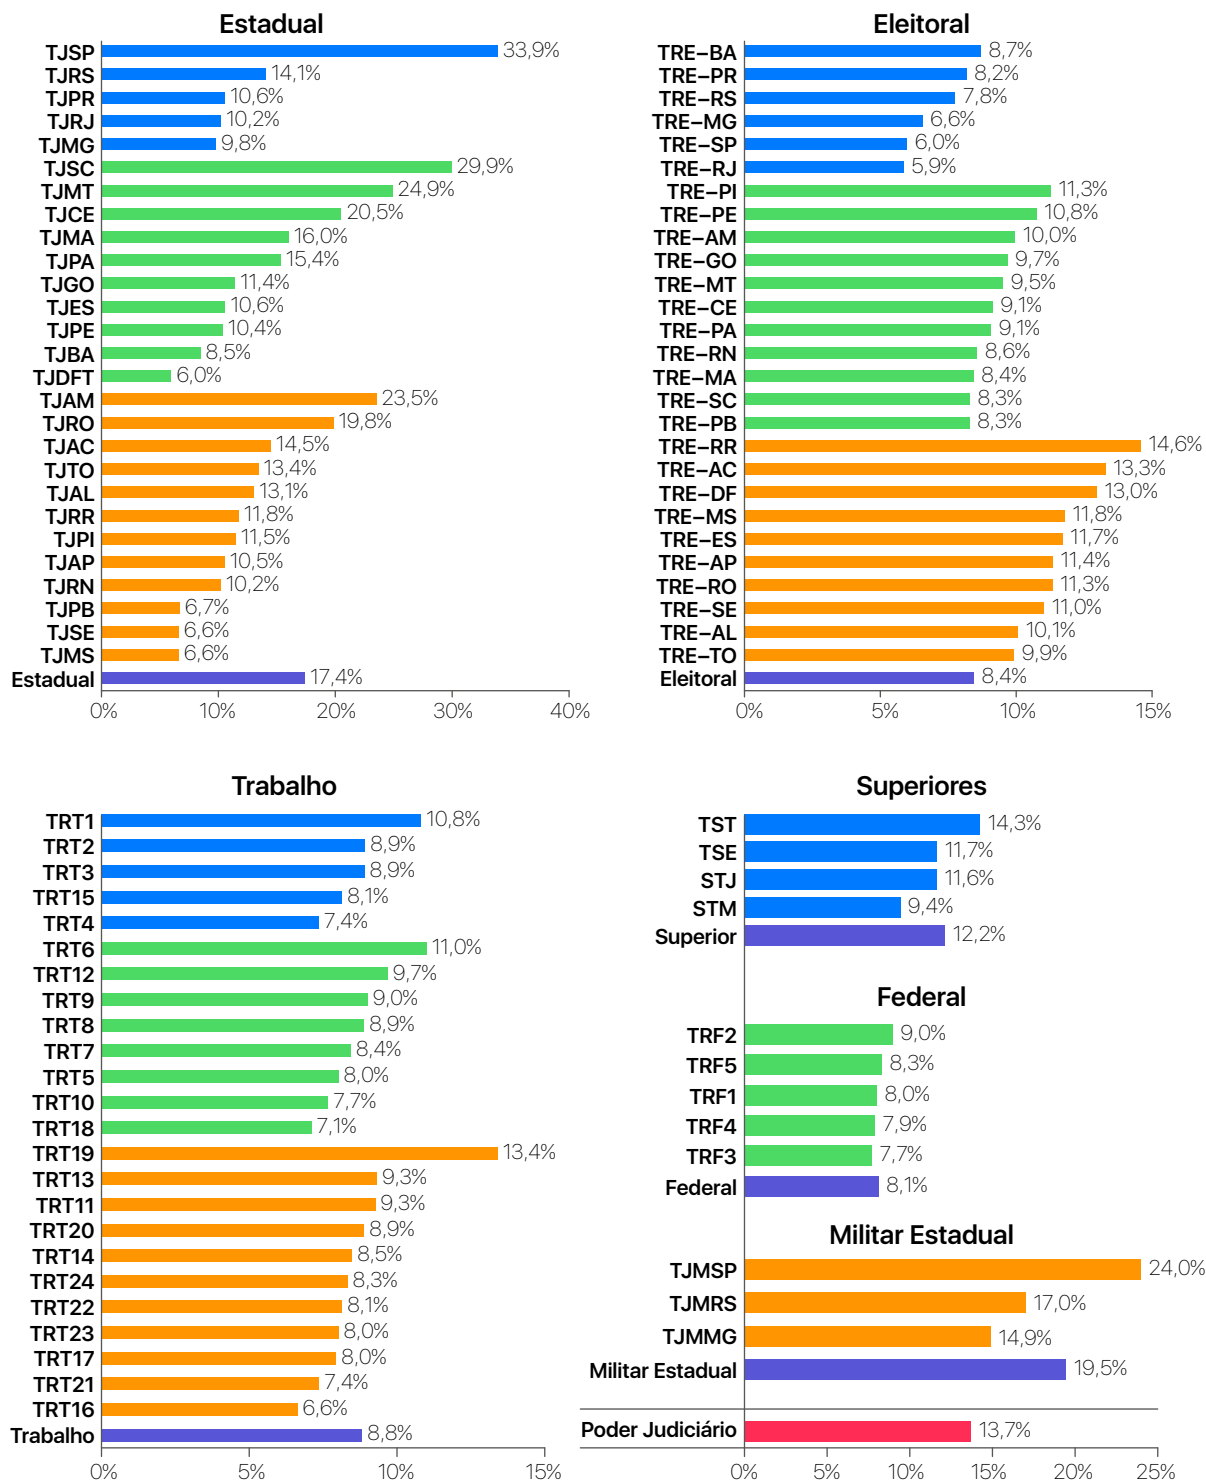 Estadual
TJSP 33,9%
TJRS 14,1%
TJPR 10,6%
TJRJ 10,2%
TJMG 9,8%
TJSC 29,9%
TJMT 24,9%
TJCE 20,5%
TJMA 16,0%
TJPA 15,4%
TJGO 11,4%
TJES 10,6%
TJPE 10,4%
TJBA 8,5%
TJDFT 6,0%
TJAM 23,5%
TJRO 19,8%
TJAC 14,5%
TJTO 13,4%
TJAL 13,1%
TJRR 11,8%
TJPI 11,5%
TJAP 10,5%
TJRN 10,2%
TJPB 6,7%
TJSE 6,6%
TJMS 6,6%
Estadual 17,4%
0% 10% 20% 30% 40%
Eleitoral
TRE–BA 8,7%
TRE–PR 8,2%
TRE–RS 7,8%
TRE–MG 6,6%
TRE–SP 6,0%
TRE–RJ 5,9%
TRE–PI 11,3%
TRE–PE 10,8%
TRE–AM 10,0%
TRE–GO 9,7%
TRE–MT 9,5%
TRE–CE 9,1%
TRE–PA 9,1%
TRE–RN 8,6%
TRE–MA 8,4%
TRE–SC 8,3%
TRE–PB 8,3%
TRE–RR 14,6%
TRE–AC 13,3%
TRE–DF 13,0%
TRE–MS 11,8%
TRE–ES 11,7%
TRE–AP 11,4%
TRE–RO 11,3%
TRE–SE 11,0%
TRE–AL 10,1%
TRE–TO 9,9%
Eleitoral 8,4%
0% 5% 10% 15%
Trabalho
TRT1 10,8%
TRT2 8,9%
TRT3 8,9%
TRT15 8,1%
TRT4 7,4%
TRT6 11,0%
TRT12 9,7%
TRT9 9,0%
TRT8 8,9%
TRT7 8,4%
TRT5 8,0%
TRT10 7,7%
TRT18 7,1%
TRT19 13,4%
TRT13 9,3%
TRT11 9,3%
TRT20 8,9%
TRT14 8,5%
TRT24 8,3%
TRT22 8,1%
TRT23 8,0%
TRT17 8,0%
TRT21 7,4%
TRT16 6,6%
Trabalho 8,8%
0% 5% 10% 15%
Superiores
TST 14,3%
TSE 11,7%
STJ 11,6%
STM 9,4%
Superior 12,2%
Federal
TRF2 9,0%
TRF5 8,3%
TRF1 8,0%
TRF4 7,9%
TRF3 7,7%
Federal 8,1%
Militar Estadual
TJMSP 24,0%
TJMRS 17,0%
TJMMG 14,9%
Militar Estadual 19,5%
Poder Judiciário 13,7%
0% 5% 10% 15% 20% 25%